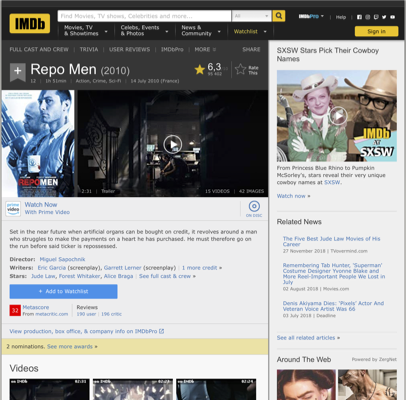 IMDb
Find Movies, TV shows, Celebrities and more...
All
IMDbPro
Help
Movies, TV
& Showtimes
Celebs, Events
& Photos
News &
Community
Watchlist
Sign in
FULL CAST AND CREW | TRIVIA | USER REVIEWS | IMDbPro | MORE
SHARE
Repo Men (2010)
12 | 1h 51min | Action, Crime, Sci-Fi | 14 July 2010 (France)
6,3
Rate
This
REPO MEN
2:31 | Trailer
15 VIDEOS | 42 IMAGES
prime video
Watch Now
With Prime Video
ON DISC
Set in the near future when artificial organs can be bought on credit, it revolves around a man
who struggles to make the payments on a heart he has purchased. He must therefore go on
the run before said ticker is repossessed.
Director: Miguel Sapochnik
Writers: Eric Garcia (screenplay), Garrett Lerner (screenplay) | 1 more credit »
Stars: Jude Law, Forest Whitaker, Alice Braga | See full cast & crew »
+ Add to Watchlist
32
Metascore
From metacritic.com
Reviews
190 user | 196 critic
View production, box office, & company info on IMDbPro
2 nominations. See more awards »
Videos
SXSW Stars Pick Their Cowboy
Names
IMDb
AT
SXSW
From Princess Blue Rhino to Pumpkin
McSorley's, stars reveal their very unique
cowboy names at SXSW.
Watch now »
Related News
The Five Best Jude Law Movies of His
Career
27 November 2018 | TVovermind.com
Remembering Tab Hunter, 'Superman'
Costume Designer Yvonne Blake and
More Reel-Important People We Lost in
July
02 August 2018 | Movies.com
Denis Akiyama Dies: 'Pixels' Actor And
Veteran Voice Artist Was 66
03 July 2018 | Deadline
See all related articles »
Around The Web
Powered by ZergNet